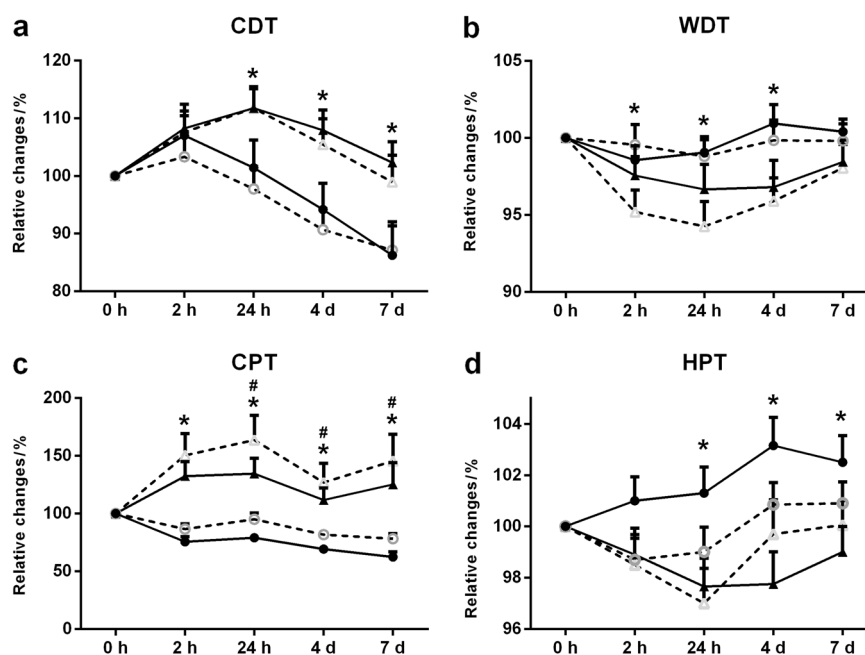 a
CDT
Relative changes/%
120
110
100
90
80
*
*
*
0 h
2 h
24 h
4 d
7 d
b
WDT
Relative changes/%
105
100
95
90
*
*
*
0 h
2 h
24 h
4 d
7 d
c
CPT
Relative changes/%
200
150
100
50
0
*
#
*
#
*
#
*
0 h
2 h
24 h
4 d
7 d
d
HPT
Relative changes/%
104
102
100
98
96
*
*
*
0 h
2 h
24 h
4 d
7 d